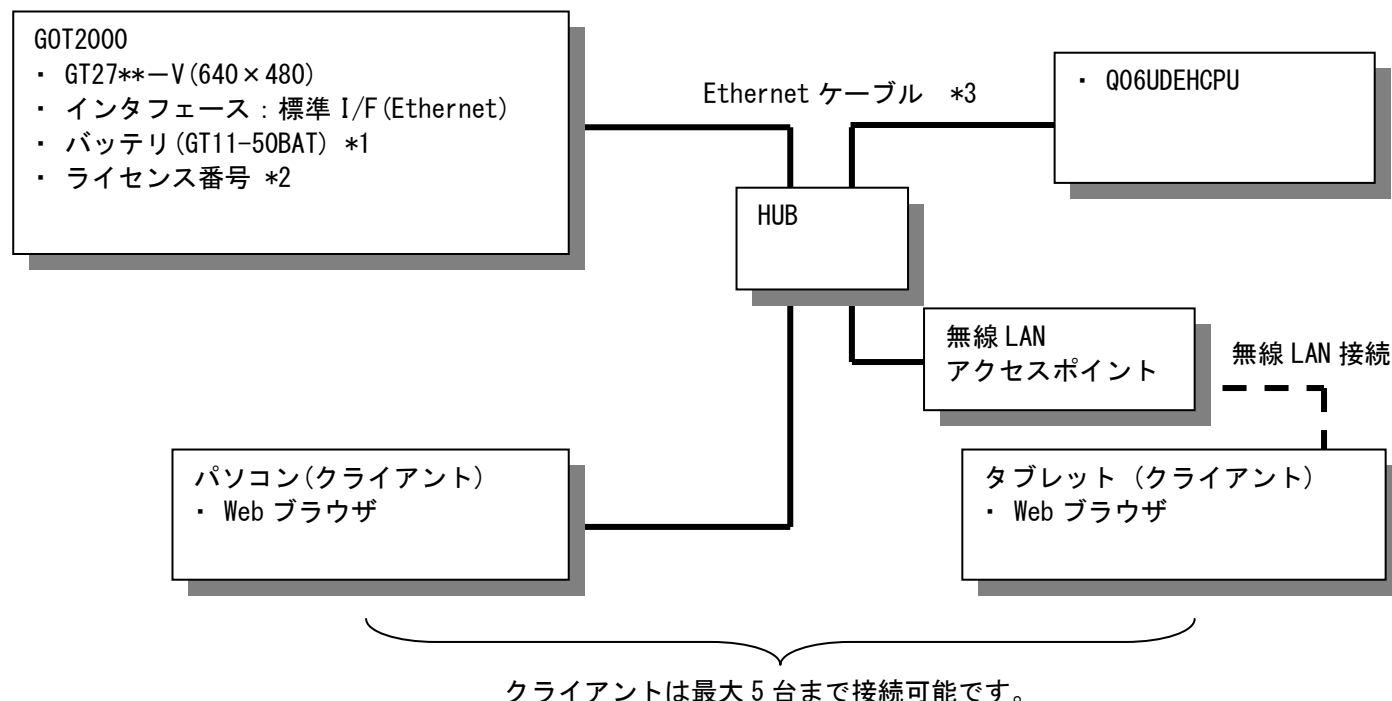 GOT2000
・ GT27**－V(640×480)
・ インタフェース：標準 I/F(Ethernet)
・ バッテリ(GT11-50BAT) *1
・ ライセンス番号 *2
Ethernet ケーブル *3
・ Q06UDEHCPU
HUB
無線 LAN
アクセスポイント
無線 LAN 接続
パソコン(クライアント)
・ Web ブラウザ
タブレット (クライアント)
・ Web ブラウザ
クライアントは最大 5 台まで接続可能です。